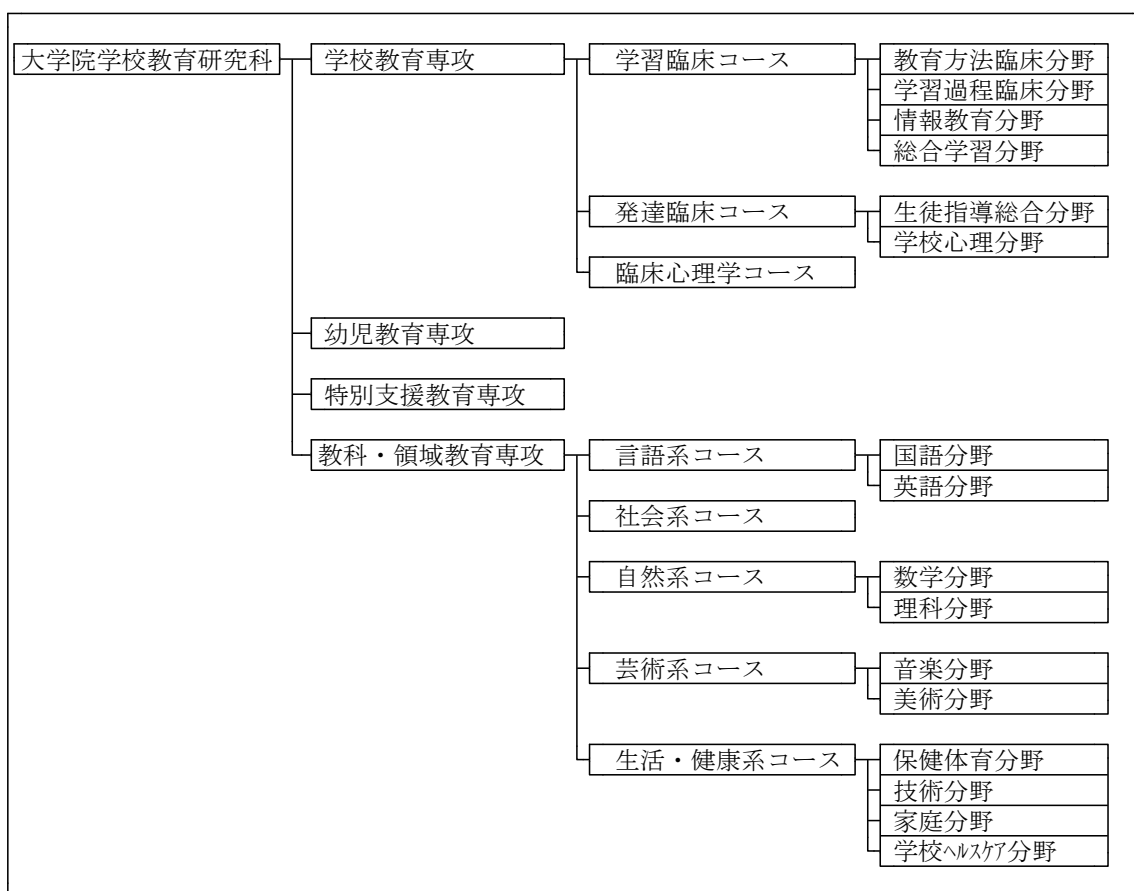 大学院学校教育研究科 学校教育専攻 学習臨床コース 教育方法臨床分野
学習過程臨床分野
情報教育分野
総合学習分野
発達臨床コース 生徒指導総合分野
学校心理分野
臨床心理学コース
幼児教育専攻
特別支援教育専攻
教科・領域教育専攻 言語系コース 国語分野
英語分野
社会系コース
自然系コース 数学分野
理科分野
芸術系コース 音楽分野
美術分野
生活・健康系コース 保健体育分野
技術分野
家庭分野
学校ﾍﾙｽｹｱ分野